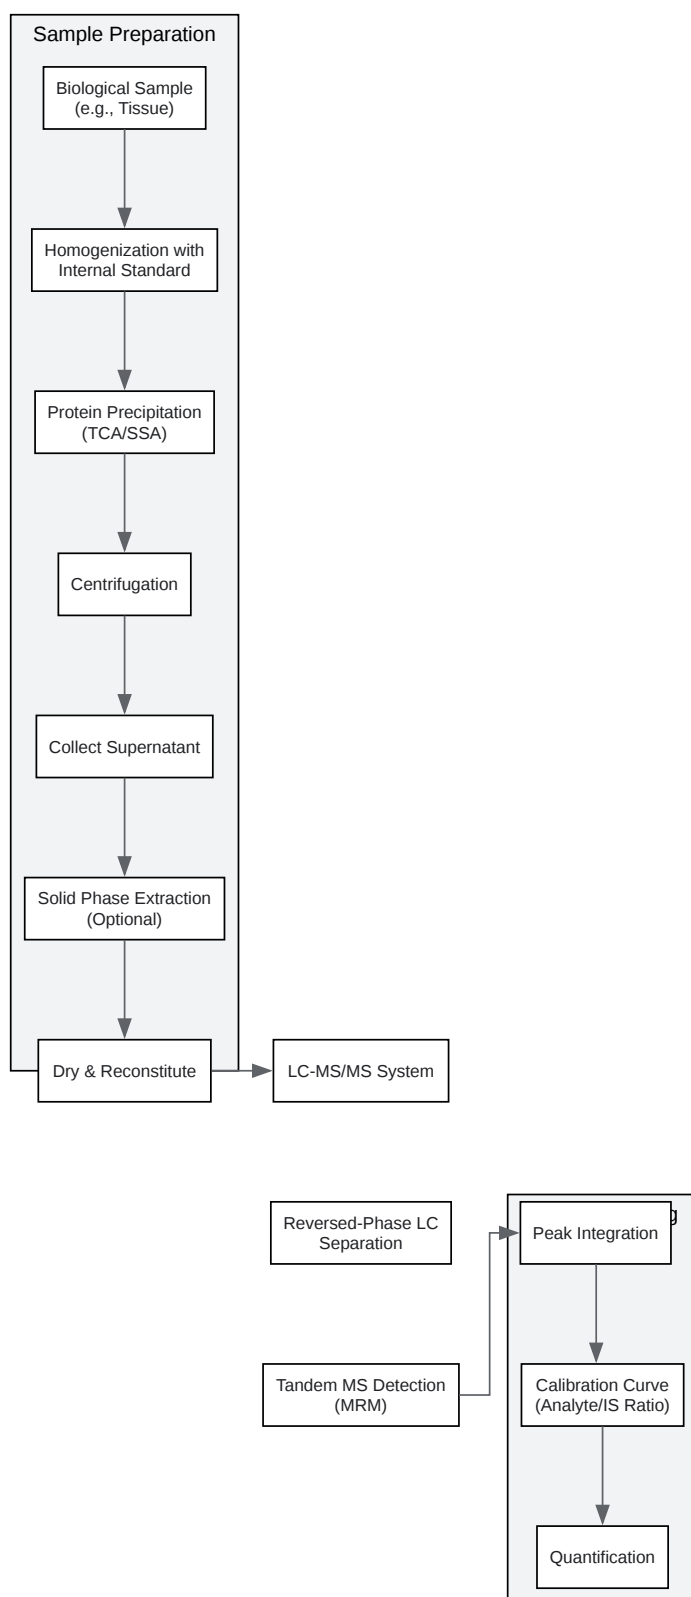 Sample Preparation
Biological Sample
(e.g., Tissue)
Homogenization with
Internal Standard
Protein Precipitation
(TCA/SSA)
Centrifugation
Collect Supernatant
Solid Phase Extraction
(Optional)
Dry & Reconstitute
LC-MS/MS System
Reversed-Phase LC
Separation
Peak Integration
Tandem MS Detection
(MRM)
Calibration Curve
(Analyte/IS Ratio)
Quantification